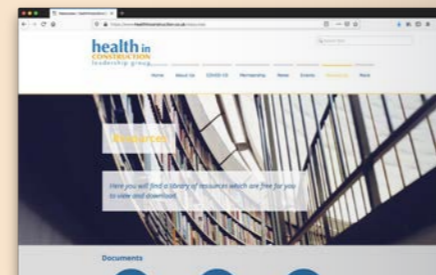 health in
CONSTRUCTION
leadership group
Home About Us COVID-19 Membership News Events Resources More
Resources
Here you will find a library of resources which are free for you
to view and download.
Documents